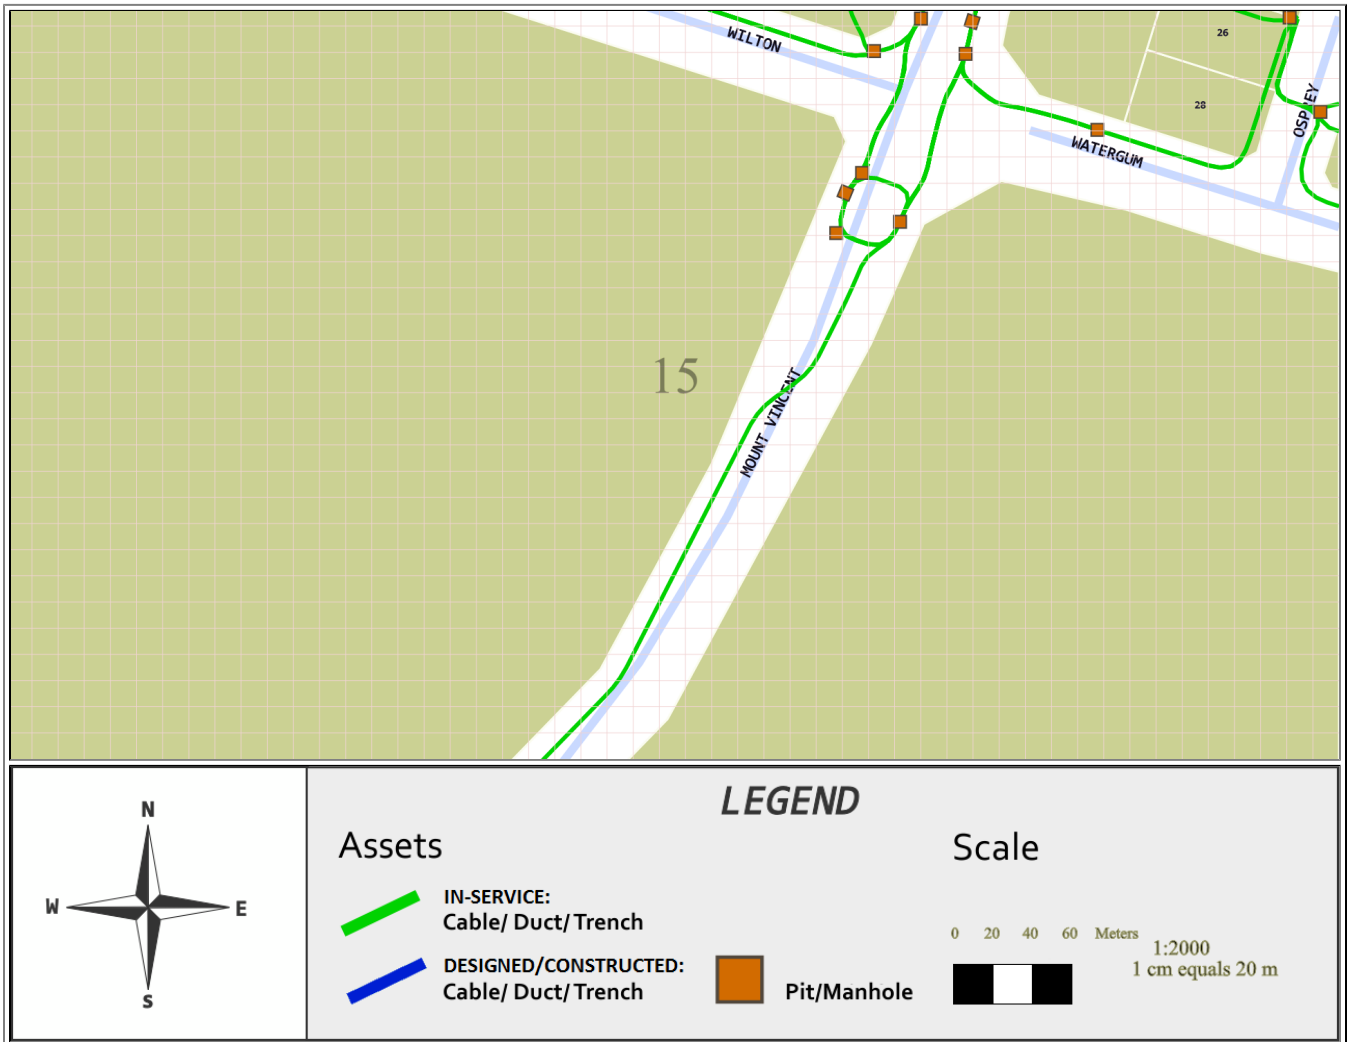 WILTON
26
28
OSPREY
WATERGUM
15
MOUNT VINCENT
N
W
E
S
LEGEND
Assets
IN-SERVICE:
Cable/ Duct/ Trench
DESIGNED/CONSTRUCTED:
Cable/ Duct/ Trench
Pit/Manhole
Scale
0 20 40 60 Meters
1:2000
1 cm equals 20 m